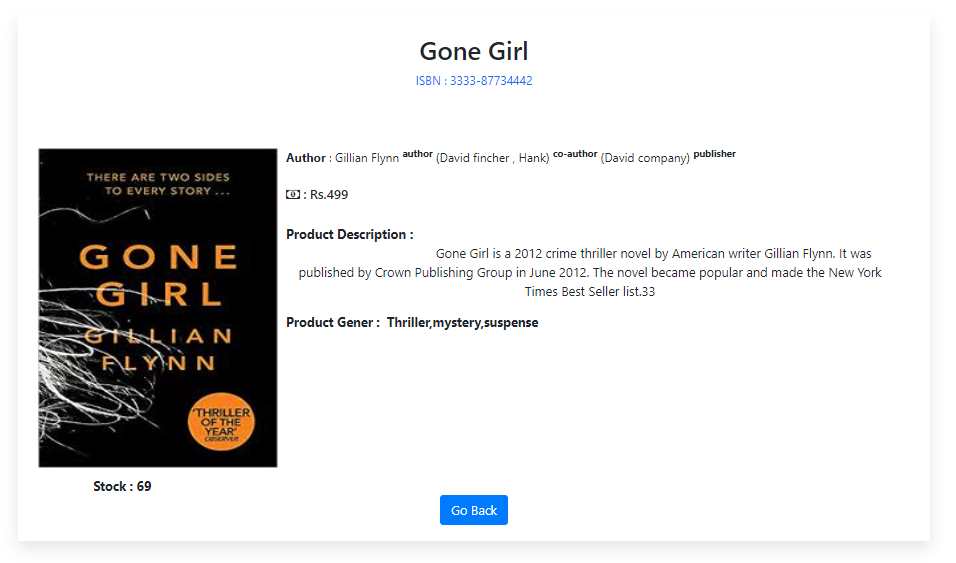 Gone Girl
ISBN : 3333-87734442
THERE ARE TWO SIDES
TO EVERY STORY ...
GONE
GIRL
GILLIAN
FLYNN
'THRILLER
OF THE
YEAR'
OBSERVER
Stock : 69
Author : Gillian Flynn author (David fincher , Hank) co-author (David company) publisher
: Rs.499
Product Description :
Gone Girl is a 2012 crime thriller novel by American writer Gillian Flynn. It was
published by Crown Publishing Group in June 2012. The novel became popular and made the New York
Times Best Seller list.33
Product Gener : Thriller,mystery,suspense
Go Back